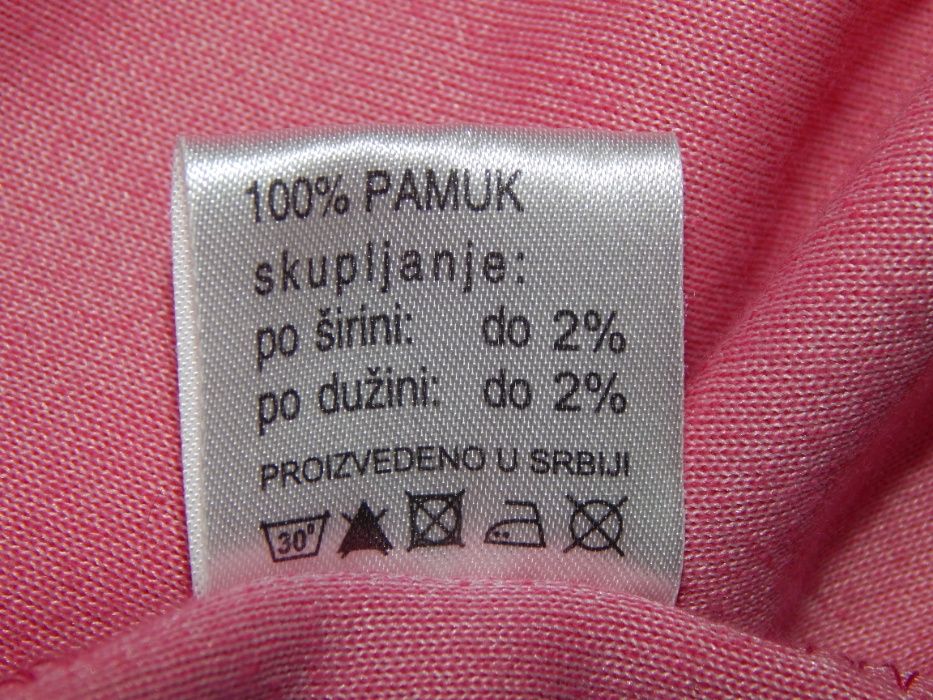 100% PAMUK
skupljanje:
po širini: do 2%
po dužini: do 2%
PROIZVEDENO U SRBIJI
30°